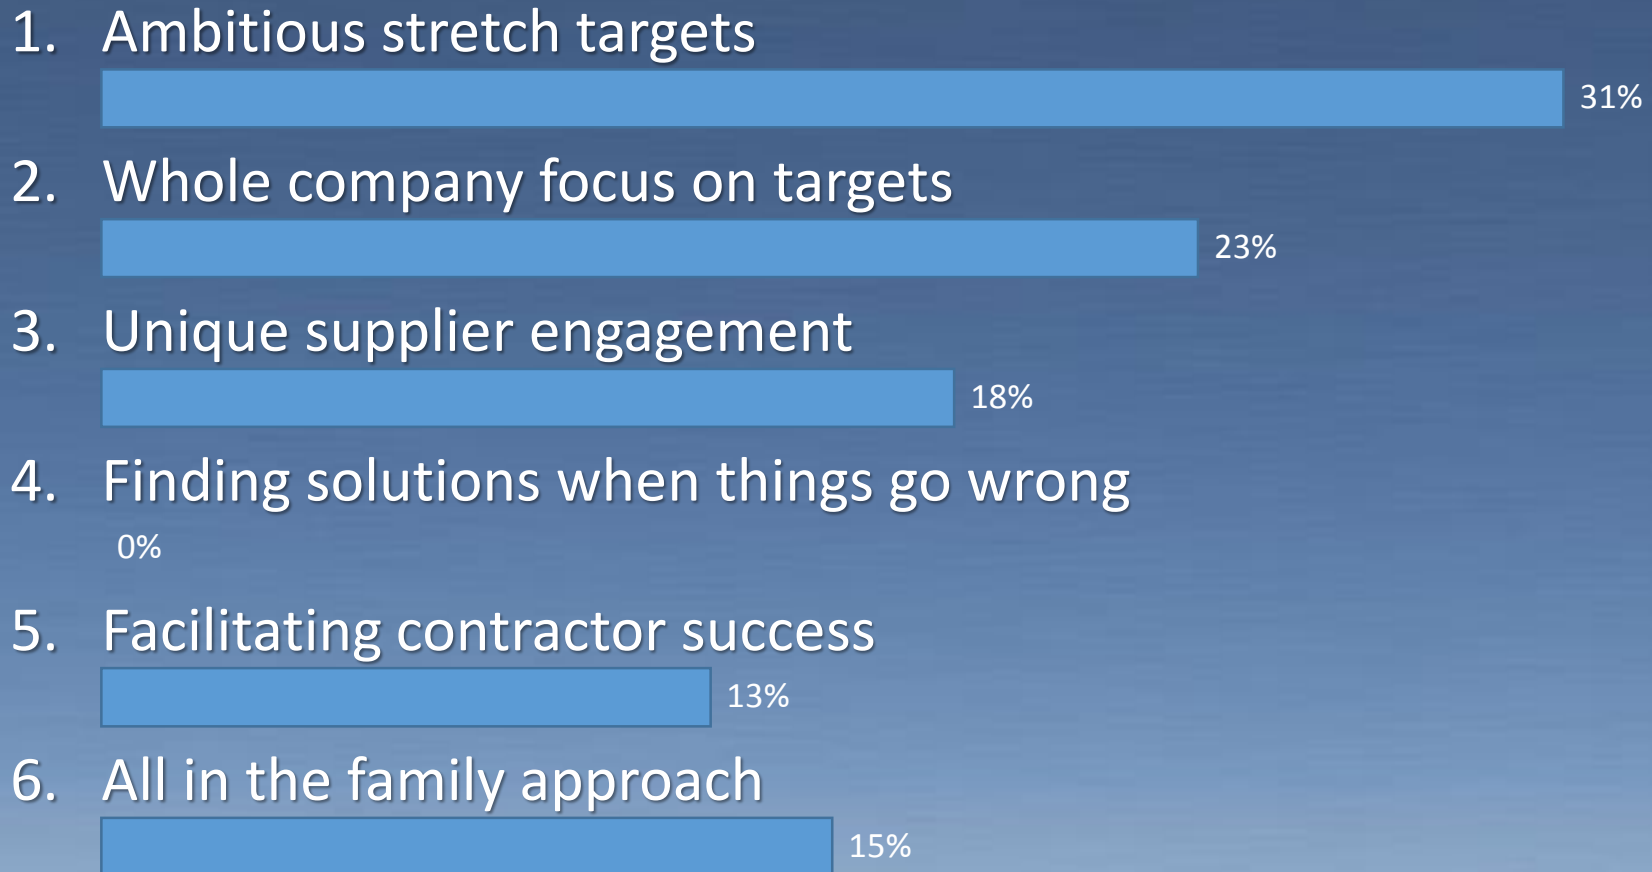 1. Ambitious stretch targets
31%
2. Whole company focus on targets
23%
3. Unique supplier engagement
18%
4. Finding solutions when things go wrong
0%
5. Facilitating contractor success
13%
6. All in the family approach
15%